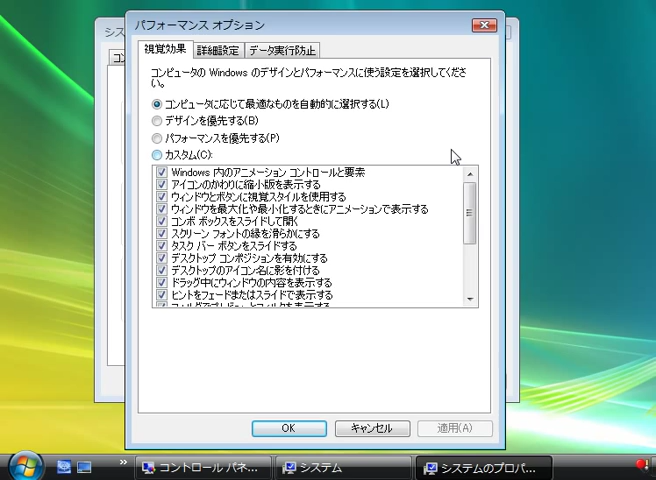 パフォーマンス オプション
シス
コン
視覚効果 詳細設定 データ実行防止
コンピュータの Windows のデザインとパフォーマンスに使う設定を選択してくださ
い。
コンピュータに応じて最適なものを自動的に選択する(L)
デザインを優先する(B)
パフォーマンスを優先する(P)
カスタム(C):
Windows 内のアニメーション コントロールと要素
アイコンのかわりに縮小版を表示する
ウィンドウとボタンに視覚スタイルを使用する
ウィンドウを最大化や最小化するときにアニメーションで表示する
コンボ ボックスをスライドして開く
スクリーン フォントの縁を滑らかにする
タスク バー ボタンをスライドする
デスクトップ コンポジションを有効にする
デスクトップのアイコン名に影を付ける
ドラッグ中にウィンドウの内容を表示する
ヒントをフェードまたはスライドで表示する
OK キャンセル 適用(A)
» コントロール パネ... システム システムのプロパ...